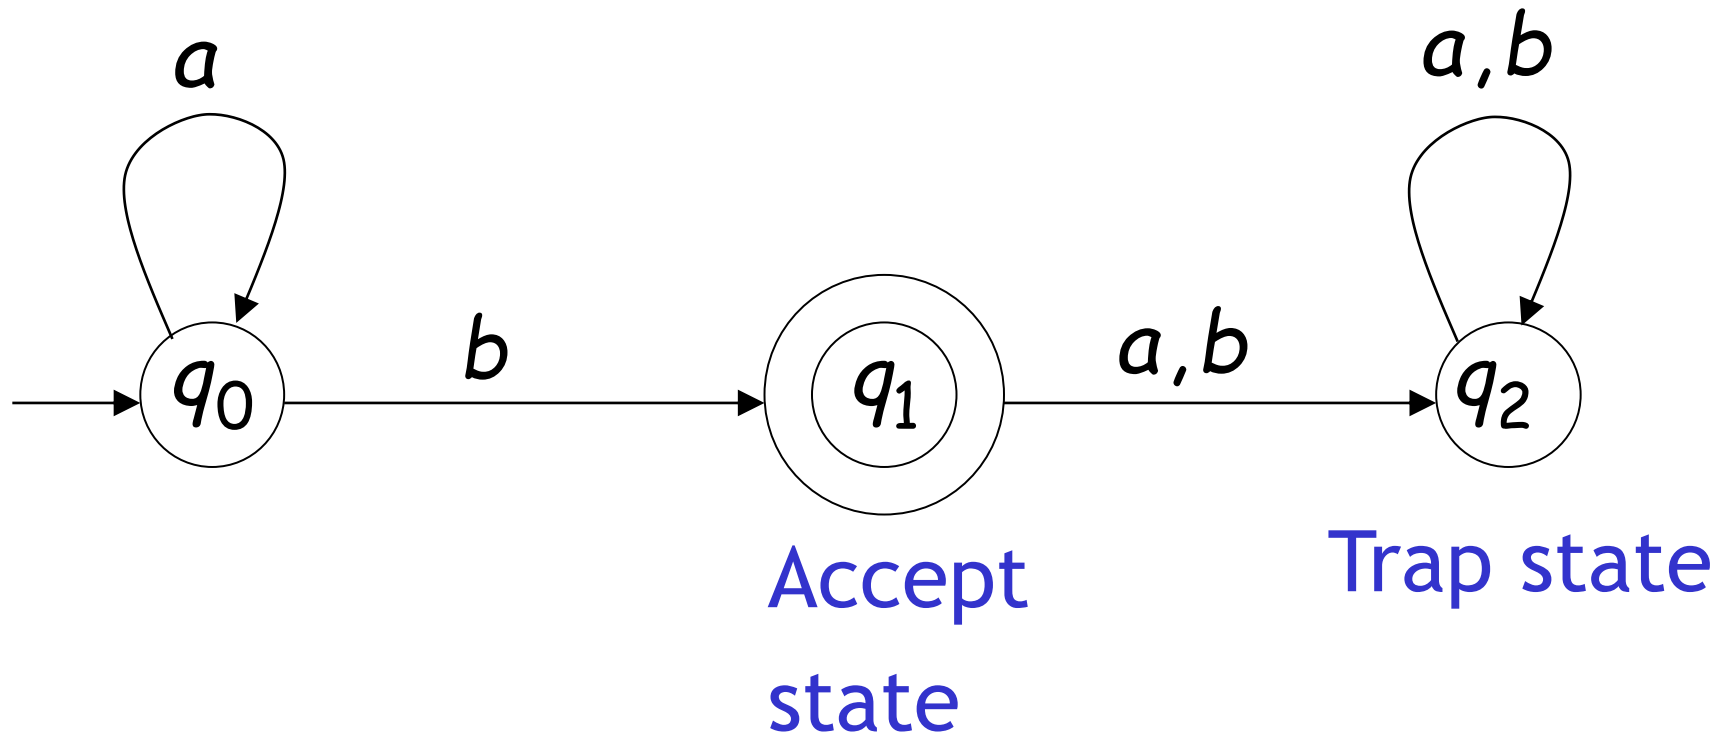 a
a,b
b
a,b
q0
q1
q2
Accept
state
Trap state